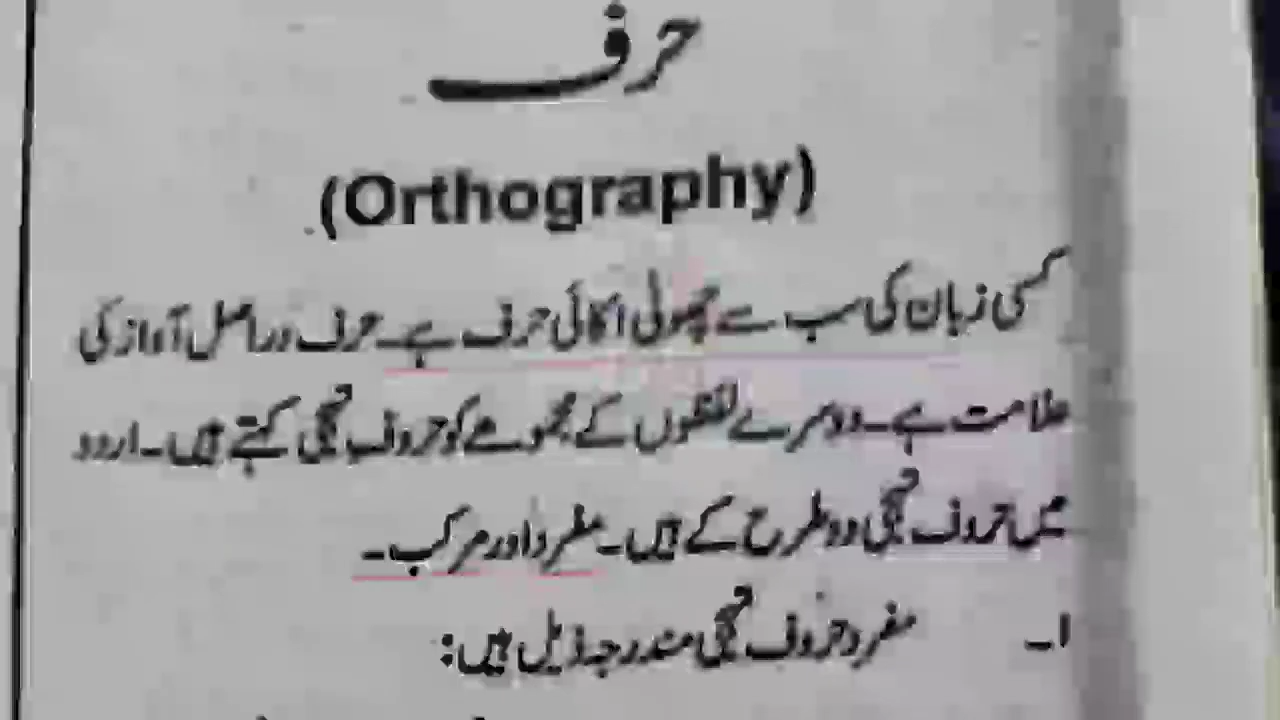 حرف
(Orthography)
کسی زبان کی سب سے چھوٹی اکائی حرف ہے۔ حرف دراصل آواز کی
علامت ہے۔ دوسرے لفظوں کے مجموعے کو حروف تہجی کہتے ہیں۔ اردو
میں حروف تہجی دو طرح کے ہیں۔ مفرد اور مرکب۔
۱۔ مفرد حروف تہجی مندرجہ ذیل ہیں: